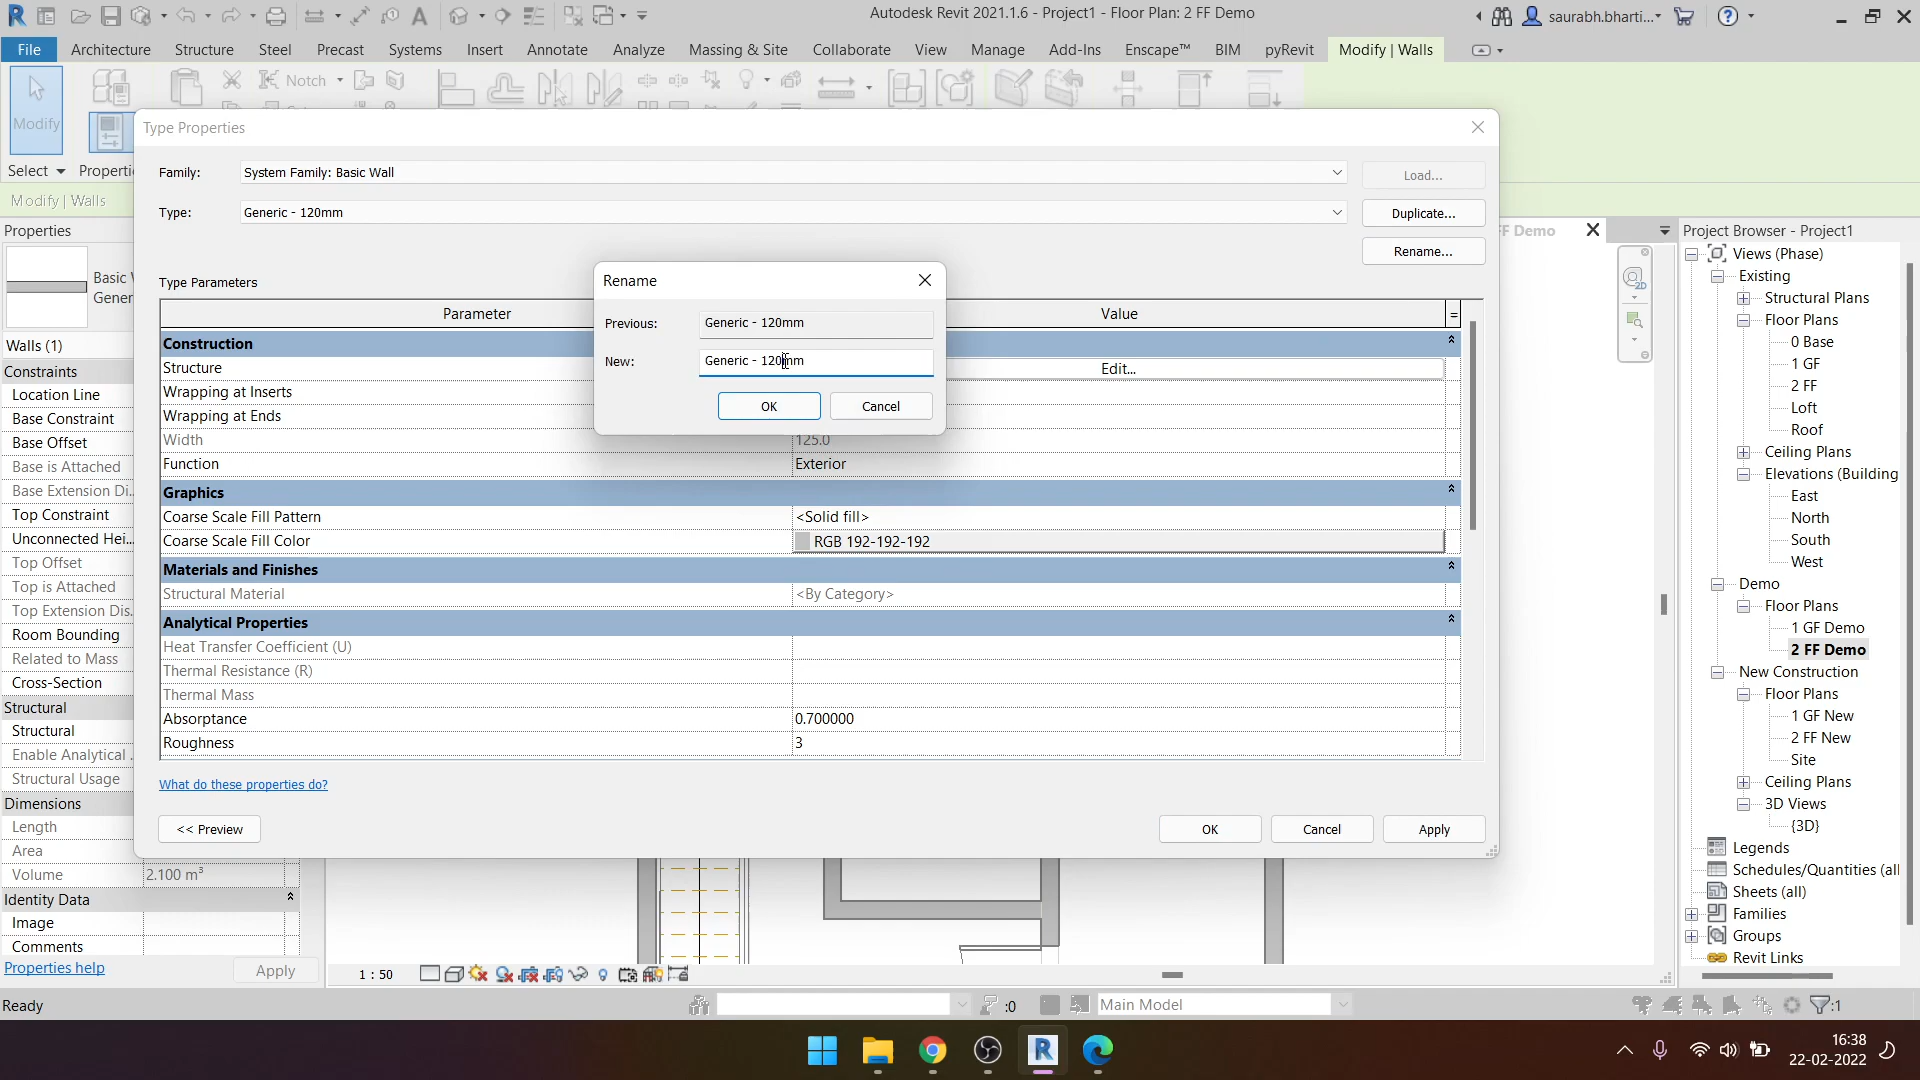 Autodesk Revit 2021.1.6 - Project1 - Floor Plan: 2 FF Demo
saurabh.bharti...
File Architecture Structure Steel Precast Systems Insert Annotate Analyze Massing & Site Collaborate View Manage Add-Ins Enscape™ BIM pyRevit Modify | Walls
Modify
Notch
Select
Modify | Walls
Properties
Walls (1)
Constraints
Location Line
Base Constraint
Base Offset
Base is Attached
Base Extension Di...
Top Constraint
Unconnected Hei...
Top Offset
Top is Attached
Top Extension Dis...
Room Bounding
Related to Mass
Cross-Section
Structural
Structural
Enable Analytical ...
Structural Usage
Dimensions
Length
Area
Volume 2.100 m³
Identity Data
Image
Comments
Properties help Apply
Type Properties
Family: System Family: Basic Wall Load...
Type: Generic - 120mm Duplicate...
Rename...
Type Parameters
Parameter Value =
Construction
Structure Edit...
Wrapping at Inserts
Wrapping at Ends
Width 125.0
Function Exterior
Graphics
Coarse Scale Fill Pattern <Solid fill>
Coarse Scale Fill Color RGB 192-192-192
Materials and Finishes
Structural Material <By Category>
Analytical Properties
Heat Transfer Coefficient (U)
Thermal Resistance (R)
Thermal Mass
Absorptance 0.700000
Roughness 3
What do these properties do?
<< Preview OK Cancel Apply
Rename
Previous: Generic - 120mm
New: Generic - 120mm
OK Cancel
FF Demo
2D
Project Browser - Project1
Views (Phase)
Existing
Structural Plans
Floor Plans
0 Base
1 GF
2 FF
Loft
Roof
Ceiling Plans
Elevations (Building
East
North
South
West
Demo
Floor Plans
1 GF Demo
2 FF Demo
New Construction
Floor Plans
1 GF New
2 FF New
Site
Ceiling Plans
3D Views
{3D}
Legends
Schedules/Quantities (all
Sheets (all)
Families
Groups
Revit Links
1 : 50
Ready :0 Main Model :1
16:38
22-02-2022